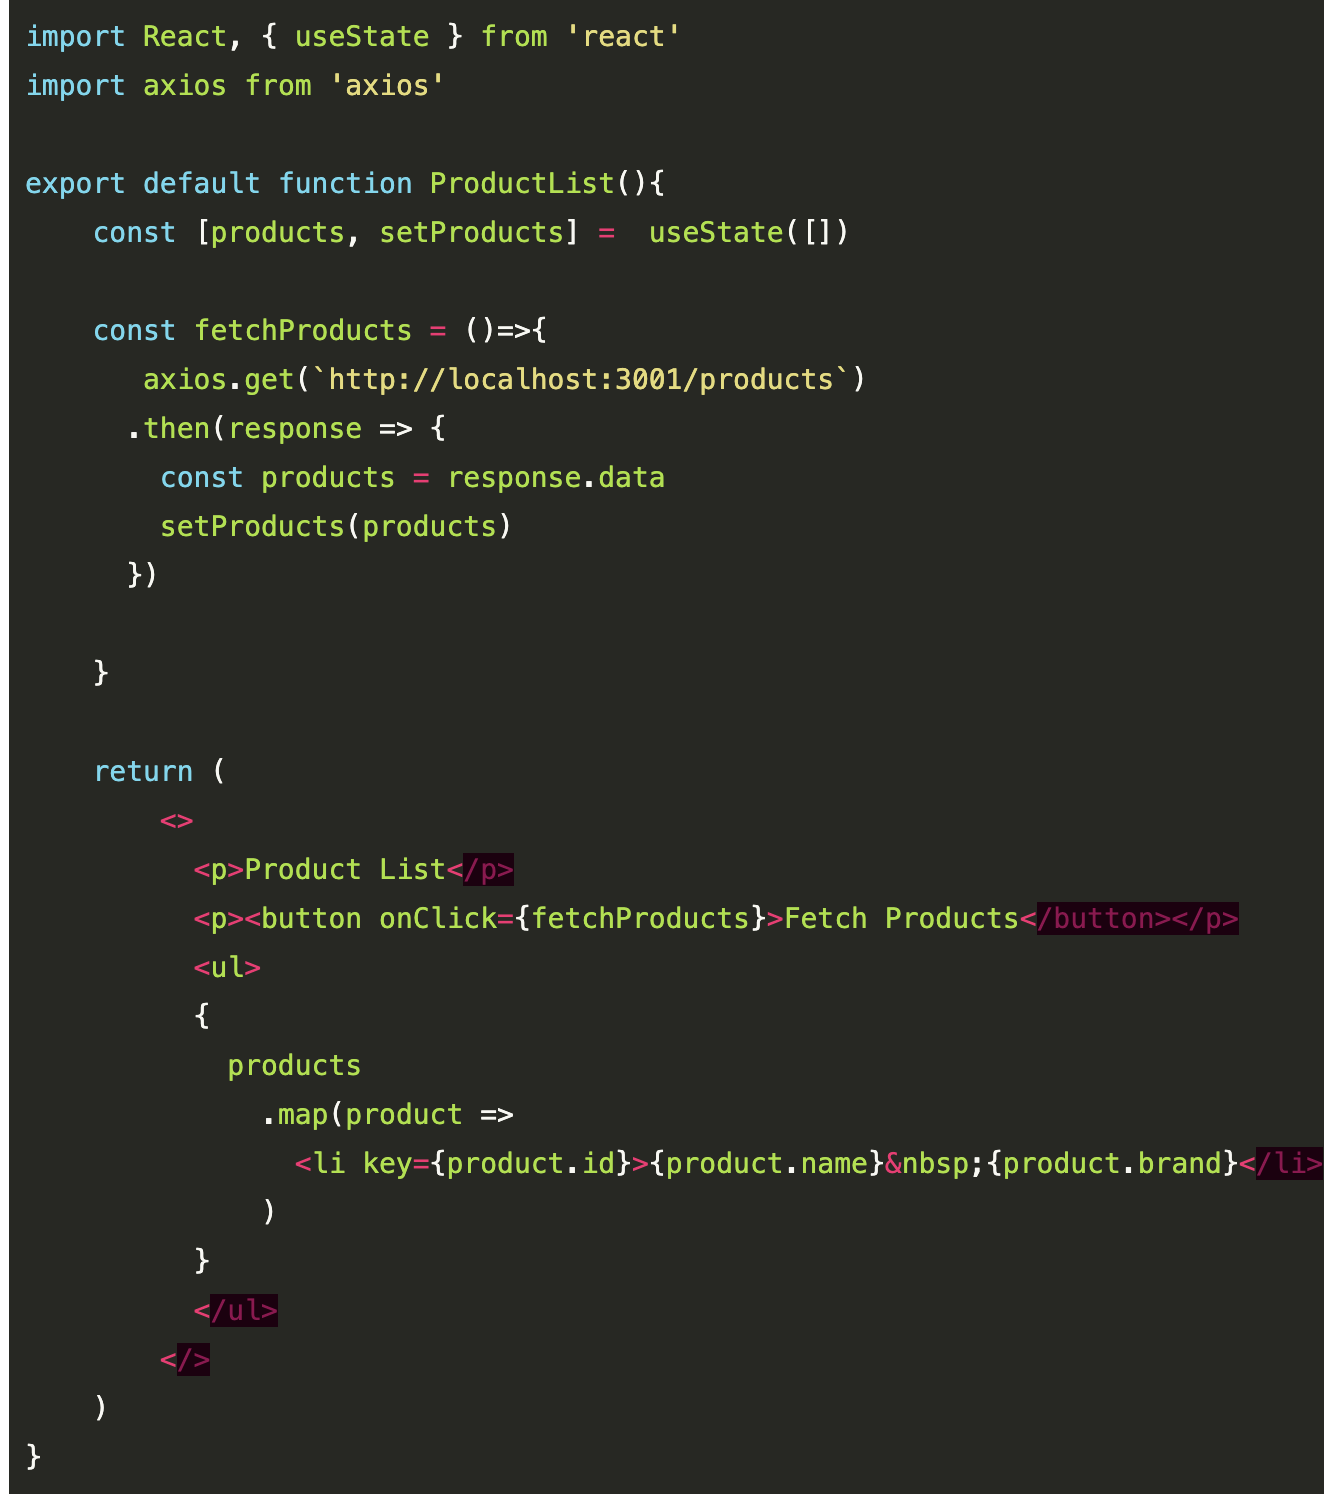 import React, { useState } from 'react'
import axios from 'axios'

export default function ProductList(){
    const [products, setProducts] =  useState([])

    const fetchProducts = ()=>{
       axios.get(`http://localhost:3001/products`)
      .then(response => {
        const products = response.data
        setProducts(products)
      })

    }

    return (
        <>
          <p>Product List</p>
          <p><button onClick={fetchProducts}>Fetch Products</button></p>
          <ul>
          {
            products
              .map(product =>
                <li key={product.id}>{product.name}&nbsp;{product.brand}</li>
              )
          }
          </ul>
        </>
    )
}